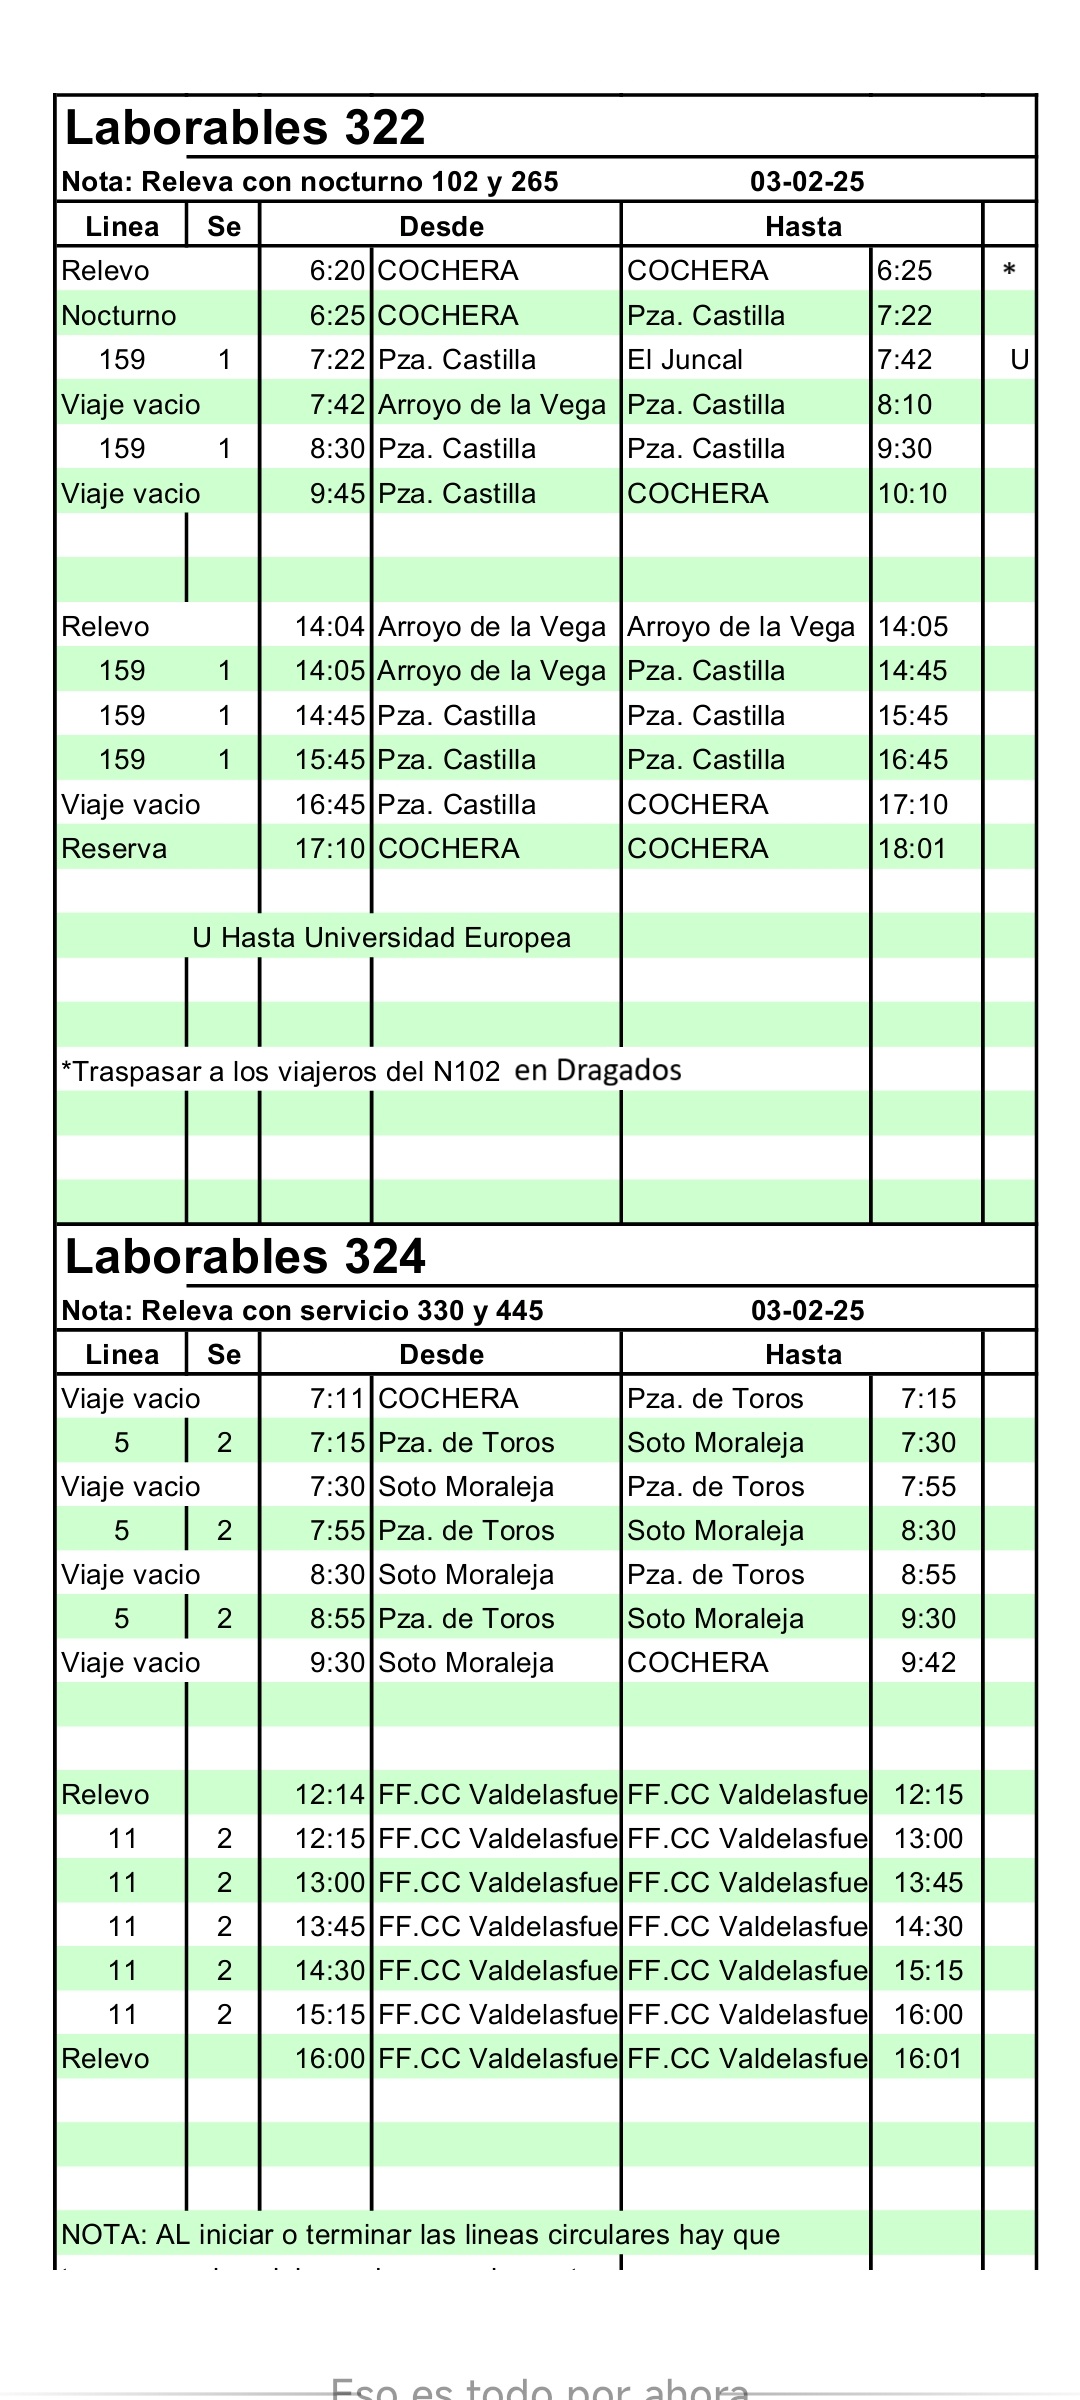 Laborables 322
Nota: Releva con nocturno 102 y 265 03-02-25
Linea Se Desde Hasta
Relevo 6:20 COCHERA COCHERA 6:25 *
Nocturno 6:25 COCHERA Pza. Castilla 7:22
159 1 7:22 Pza. Castilla El Juncal 7:42 U
Viaje vacio 7:42 Arroyo de la Vega Pza. Castilla 8:10
159 1 8:30 Pza. Castilla Pza. Castilla 9:30
Viaje vacio 9:45 Pza. Castilla COCHERA 10:10
Relevo 14:04 Arroyo de la Vega Arroyo de la Vega 14:05
159 1 14:05 Arroyo de la Vega Pza. Castilla 14:45
159 1 14:45 Pza. Castilla Pza. Castilla 15:45
159 1 15:45 Pza. Castilla Pza. Castilla 16:45
Viaje vacio 16:45 Pza. Castilla COCHERA 17:10
Reserva 17:10 COCHERA COCHERA 18:01
U Hasta Universidad Europea
*Traspasar a los viajeros del N102 en Dragados
Laborables 324
Nota: Releva con servicio 330 y 445 03-02-25
Linea Se Desde Hasta
Viaje vacio 7:11 COCHERA Pza. de Toros 7:15
5 2 7:15 Pza. de Toros Soto Moraleja 7:30
Viaje vacio 7:30 Soto Moraleja Pza. de Toros 7:55
5 2 7:55 Pza. de Toros Soto Moraleja 8:30
Viaje vacio 8:30 Soto Moraleja Pza. de Toros 8:55
5 2 8:55 Pza. de Toros Soto Moraleja 9:30
Viaje vacio 9:30 Soto Moraleja COCHERA 9:42
Relevo 12:14 FF.CC Valdelasfue FF.CC Valdelasfue 12:15
11 2 12:15 FF.CC Valdelasfue FF.CC Valdelasfue 13:00
11 2 13:00 FF.CC Valdelasfue FF.CC Valdelasfue 13:45
11 2 13:45 FF.CC Valdelasfue FF.CC Valdelasfue 14:30
11 2 14:30 FF.CC Valdelasfue FF.CC Valdelasfue 15:15
11 2 15:15 FF.CC Valdelasfue FF.CC Valdelasfue 16:00
Relevo 16:00 FF.CC Valdelasfue FF.CC Valdelasfue 16:01
NOTA: AL iniciar o terminar las lineas circulares hay que
Eso es todo por ahora